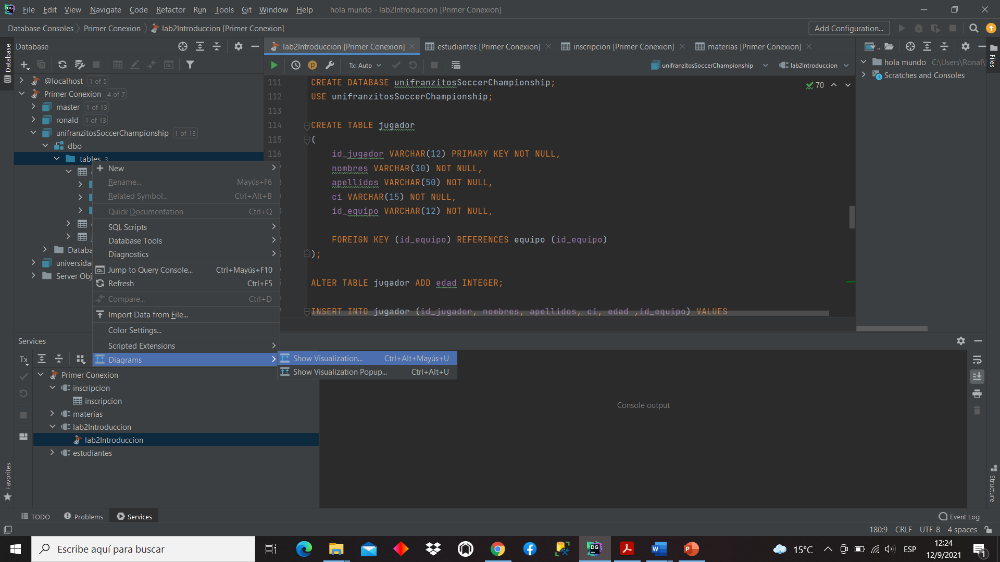 DG File Edit View Navigate Code Refactor Run Tools Git Window Help hola mundo - lab2Introduccion [Primer Conexion]
Database Consoles Primer Conexion lab2Introduccion [Primer Conexion] Add Configuration...
Database
lab2Introduccion [Primer Conexion] estudiantes [Primer Conexion] inscripcion [Primer Conexion] materias [Primer Conexion]
Database
Files
Tx: Auto unifranzitosSoccerChampionship lab2Introduccion
hola mundo C:\Users\Ronal\
Scratches and Consoles
@localhost 1 of 5
Primer Conexion 4 of 7
master 1 of 13
ronald 1 of 13
unifranzitosSoccerChampionship 1 of 13
dbo
tables 3
Databa
universidad
Server Obj
New
Rename... Mayús+F6
Related Symbol... Ctrl+Alt+B
Quick Documentation Ctrl+Q
SQL Scripts
Database Tools
Diagnostics
Jump to Query Console... Ctrl+Mayús+F10
Refresh Ctrl+F5
Compare... Ctrl+D
Import Data from File...
Color Settings...
Scripted Extensions
Diagrams
Show Visualization... Ctrl+Alt+Mayús+U
Show Visualization Popup... Ctrl+Alt+U
70
111 CREATE DATABASE unifranzitosSoccerChampionship;
112 USE unifranzitosSoccerChampionship;
113
114 CREATE TABLE jugador
115 (
116 id_jugador VARCHAR(12) PRIMARY KEY NOT NULL,
nombres VARCHAR(30) NOT NULL,
apellidos VARCHAR(50) NOT NULL,
ci VARCHAR(15) NOT NULL,
id_equipo VARCHAR(12) NOT NULL,
FOREIGN KEY (id_equipo) REFERENCES equipo (id_equipo)
);
ALTER TABLE jugador ADD edad INTEGER;
INSERT INTO jugador (id_jugador, nombres, apellidos, ci, edad ,id_equipo) VALUES
Services
Tx
Primer Conexion
inscripcion
inscripcion
materias
lab2Introduccion
lab2Introduccion
estudiantes
Console output
Favorites
Structure
TODO Problems Services Event Log
180:9 CRLF UTF-8 4 spaces
Escribe aquí para buscar
15°C ESP
12:24
12/9/2021
1